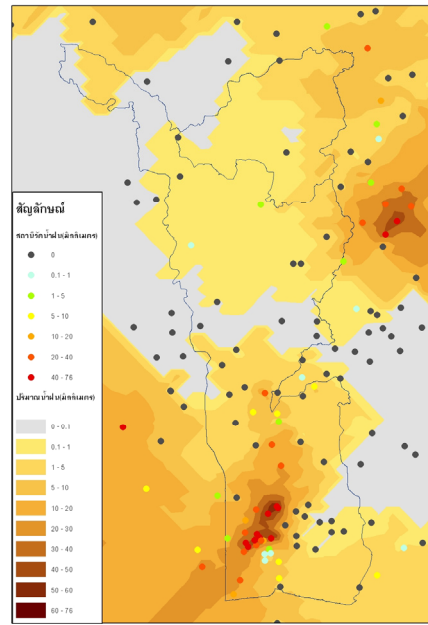 สัญลักษณ์
สถานีวัดน้ำฝน(มิลลิเมตร)
0
0.1 - 1
1 - 5
5 - 10
10 - 20
20 - 40
40 - 76
ปริมาณน้ำฝน(มิลลิเมตร)
0 - 0.1
0.1 - 1
1 - 5
5 - 10
10 - 20
20 - 30
30 - 40
40 - 50
50 - 60
60 - 76